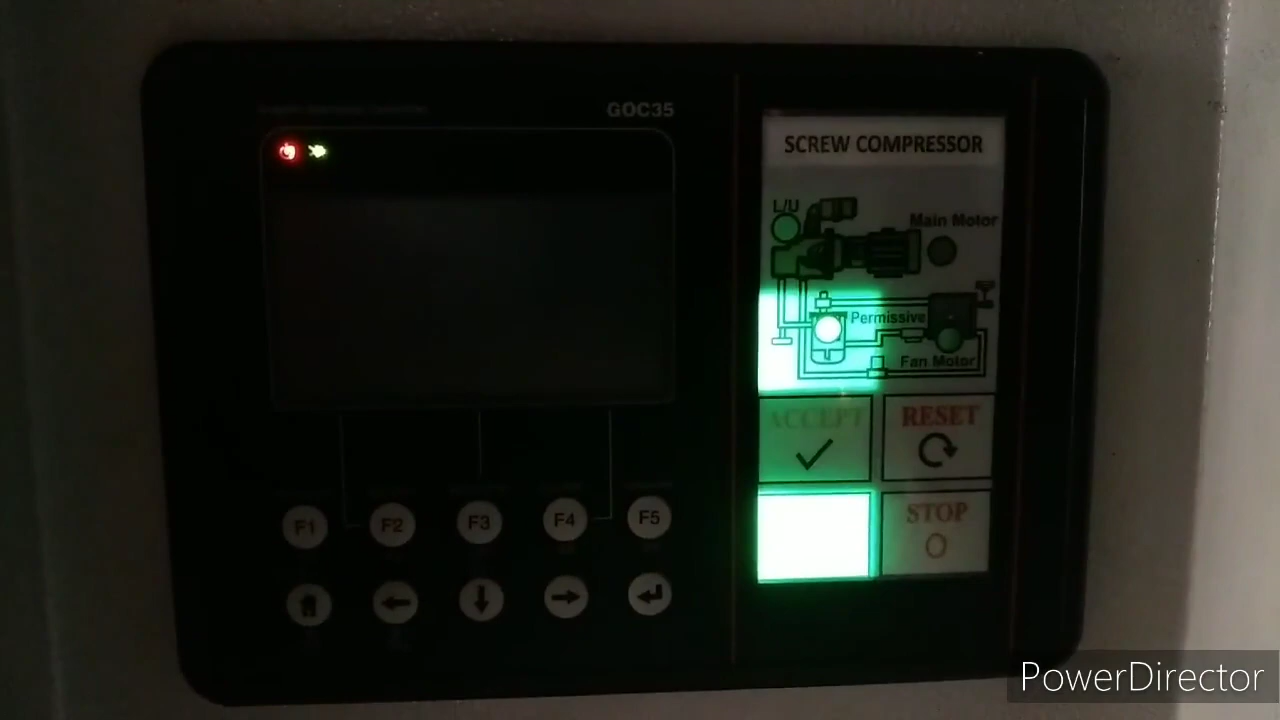 GOC35
SCREW COMPRESSOR
L/U
Main Motor
Permissive
Fan Motor
ACCEPT
RESET
STOP
O
F1
F2
F3
F4
F5
PowerDirector